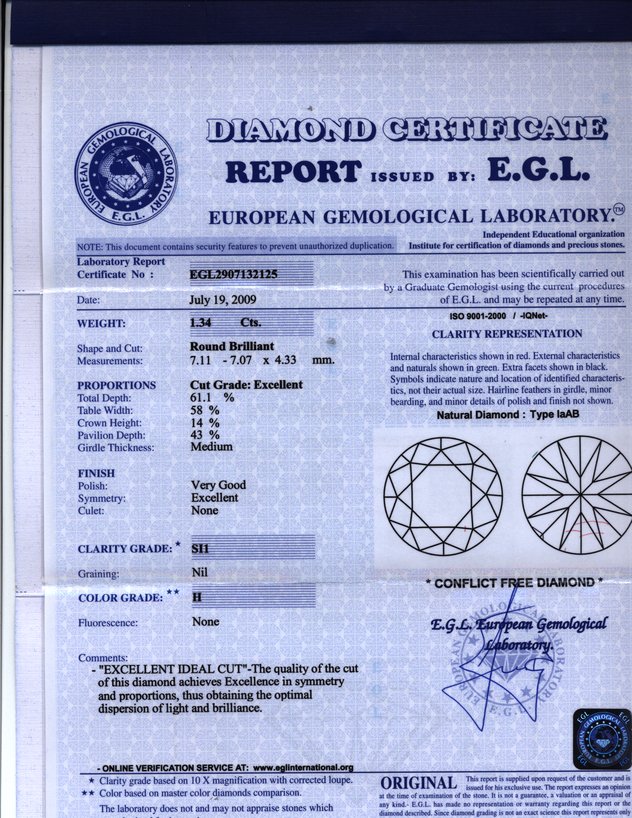 DIAMOND CERTIFICATE
REPORT ISSUED BY: E.G.L.
EUROPEAN GEMOLOGICAL LABORATORY.™
EUROPEAN GEMOLOGICAL LABORATORY
E.G.L.
Independent Educational organization
NOTE: This document contains security features to prevent unauthorized duplication.
Institute for certification of diamonds and precious stones.
Laboratory Report
Certificate No : EGL2907132125
Date: July 19, 2009
WEIGHT: 1.34 Cts.
Shape and Cut: Round Brilliant
Measurements: 7.11 - 7.07 x 4.33 mm.
PROPORTIONS Cut Grade: Excellent
Total Depth: 61.1 %
Table Width: 58 %
Crown Height: 14 %
Pavilion Depth: 43 %
Girdle Thickness: Medium
FINISH
Polish: Very Good
Symmetry: Excellent
Culet: None
CLARITY GRADE: * SI1
Graining: Nil
COLOR GRADE: ** H
Fluorescence: None
Comments:
- "EXCELLENT IDEAL CUT"-The quality of the cut
of this diamond achieves Excellence in symmetry
and proportions, thus obtaining the optimal
dispersion of light and brilliance.
- ONLINE VERIFICATION SERVICE AT: www.eglinternational.org
* Clarity grade based on 10 X magnification with corrected loupe.
** Color based on master color diamonds comparison.
The laboratory does not and may not appraise stones which
This examination has been scientifically carried out
by a Graduate Gemologist using the current procedures
of E.G.L. and may be repeated at any time.
ISO 9001-2000 / -IQNet-
CLARITY REPRESENTATION
Internal characteristics shown in red. External characteristics
and naturals shown in green. Extra facets shown in black.
Symbols indicate nature and location of identified characteris-
tics, not their actual size. Hairline feathers in girdle, minor
bearding, and minor details of polish and finish not shown.
Natural Diamond : Type IaAB
* CONFLICT FREE DIAMOND *
E.G.L. European Gemological
Laboratory.
EUROPEAN GEMOLOGICAL LABORATORY
E.G.L.
EGL
ORIGINAL This report is supplied upon request of the customer and is
issued for his exclusive use. The report expresses an opinion
at the time of examination of the stone. It is not a guarantee, a valuation or an appraisal of
any kind.- E.G.L. has made no representation or warranty regarding this report or the
diamond described. Since diamond grading is not an exact science this report represents only